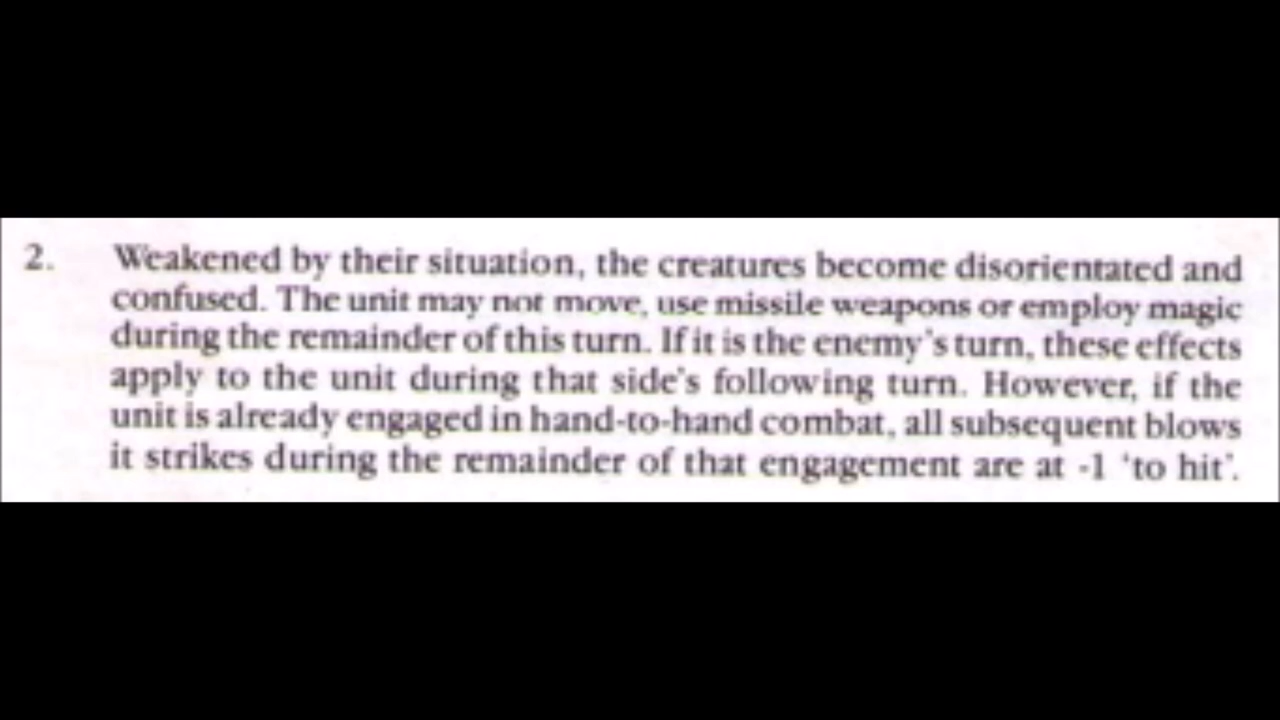 2. Weakened by their situation, the creatures become disorientated and
confused. The unit may not move, use missile weapons or employ magic
during the remainder of this turn. If it is the enemy's turn, these effects
apply to the unit during that side's following turn. However, if the
unit is already engaged in hand-to-hand combat, all subsequent blows
it strikes during the remainder of that engagement are at -1 ‘to hit’.